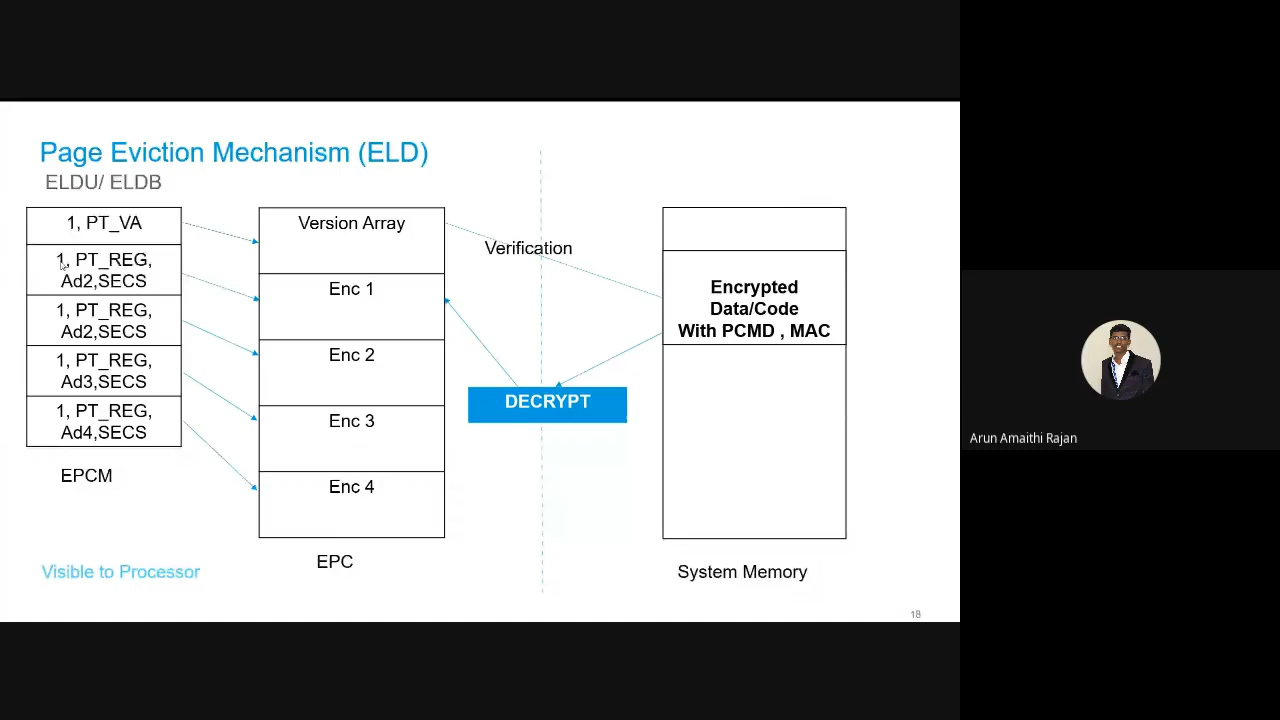 Page Eviction Mechanism (ELD)
ELDU/ ELDB
1, PT_VA
1, PT_REG,
Ad2,SECS
1, PT_REG,
Ad2,SECS
1, PT_REG,
Ad3,SECS
1, PT_REG,
Ad4,SECS
EPCM
Visible to Processor
Version Array
Enc 1
Enc 2
Enc 3
Enc 4
EPC
Verification
DECRYPT
Encrypted
Data/Code
With PCMD , MAC
System Memory
18
Arun Amaithi Rajan